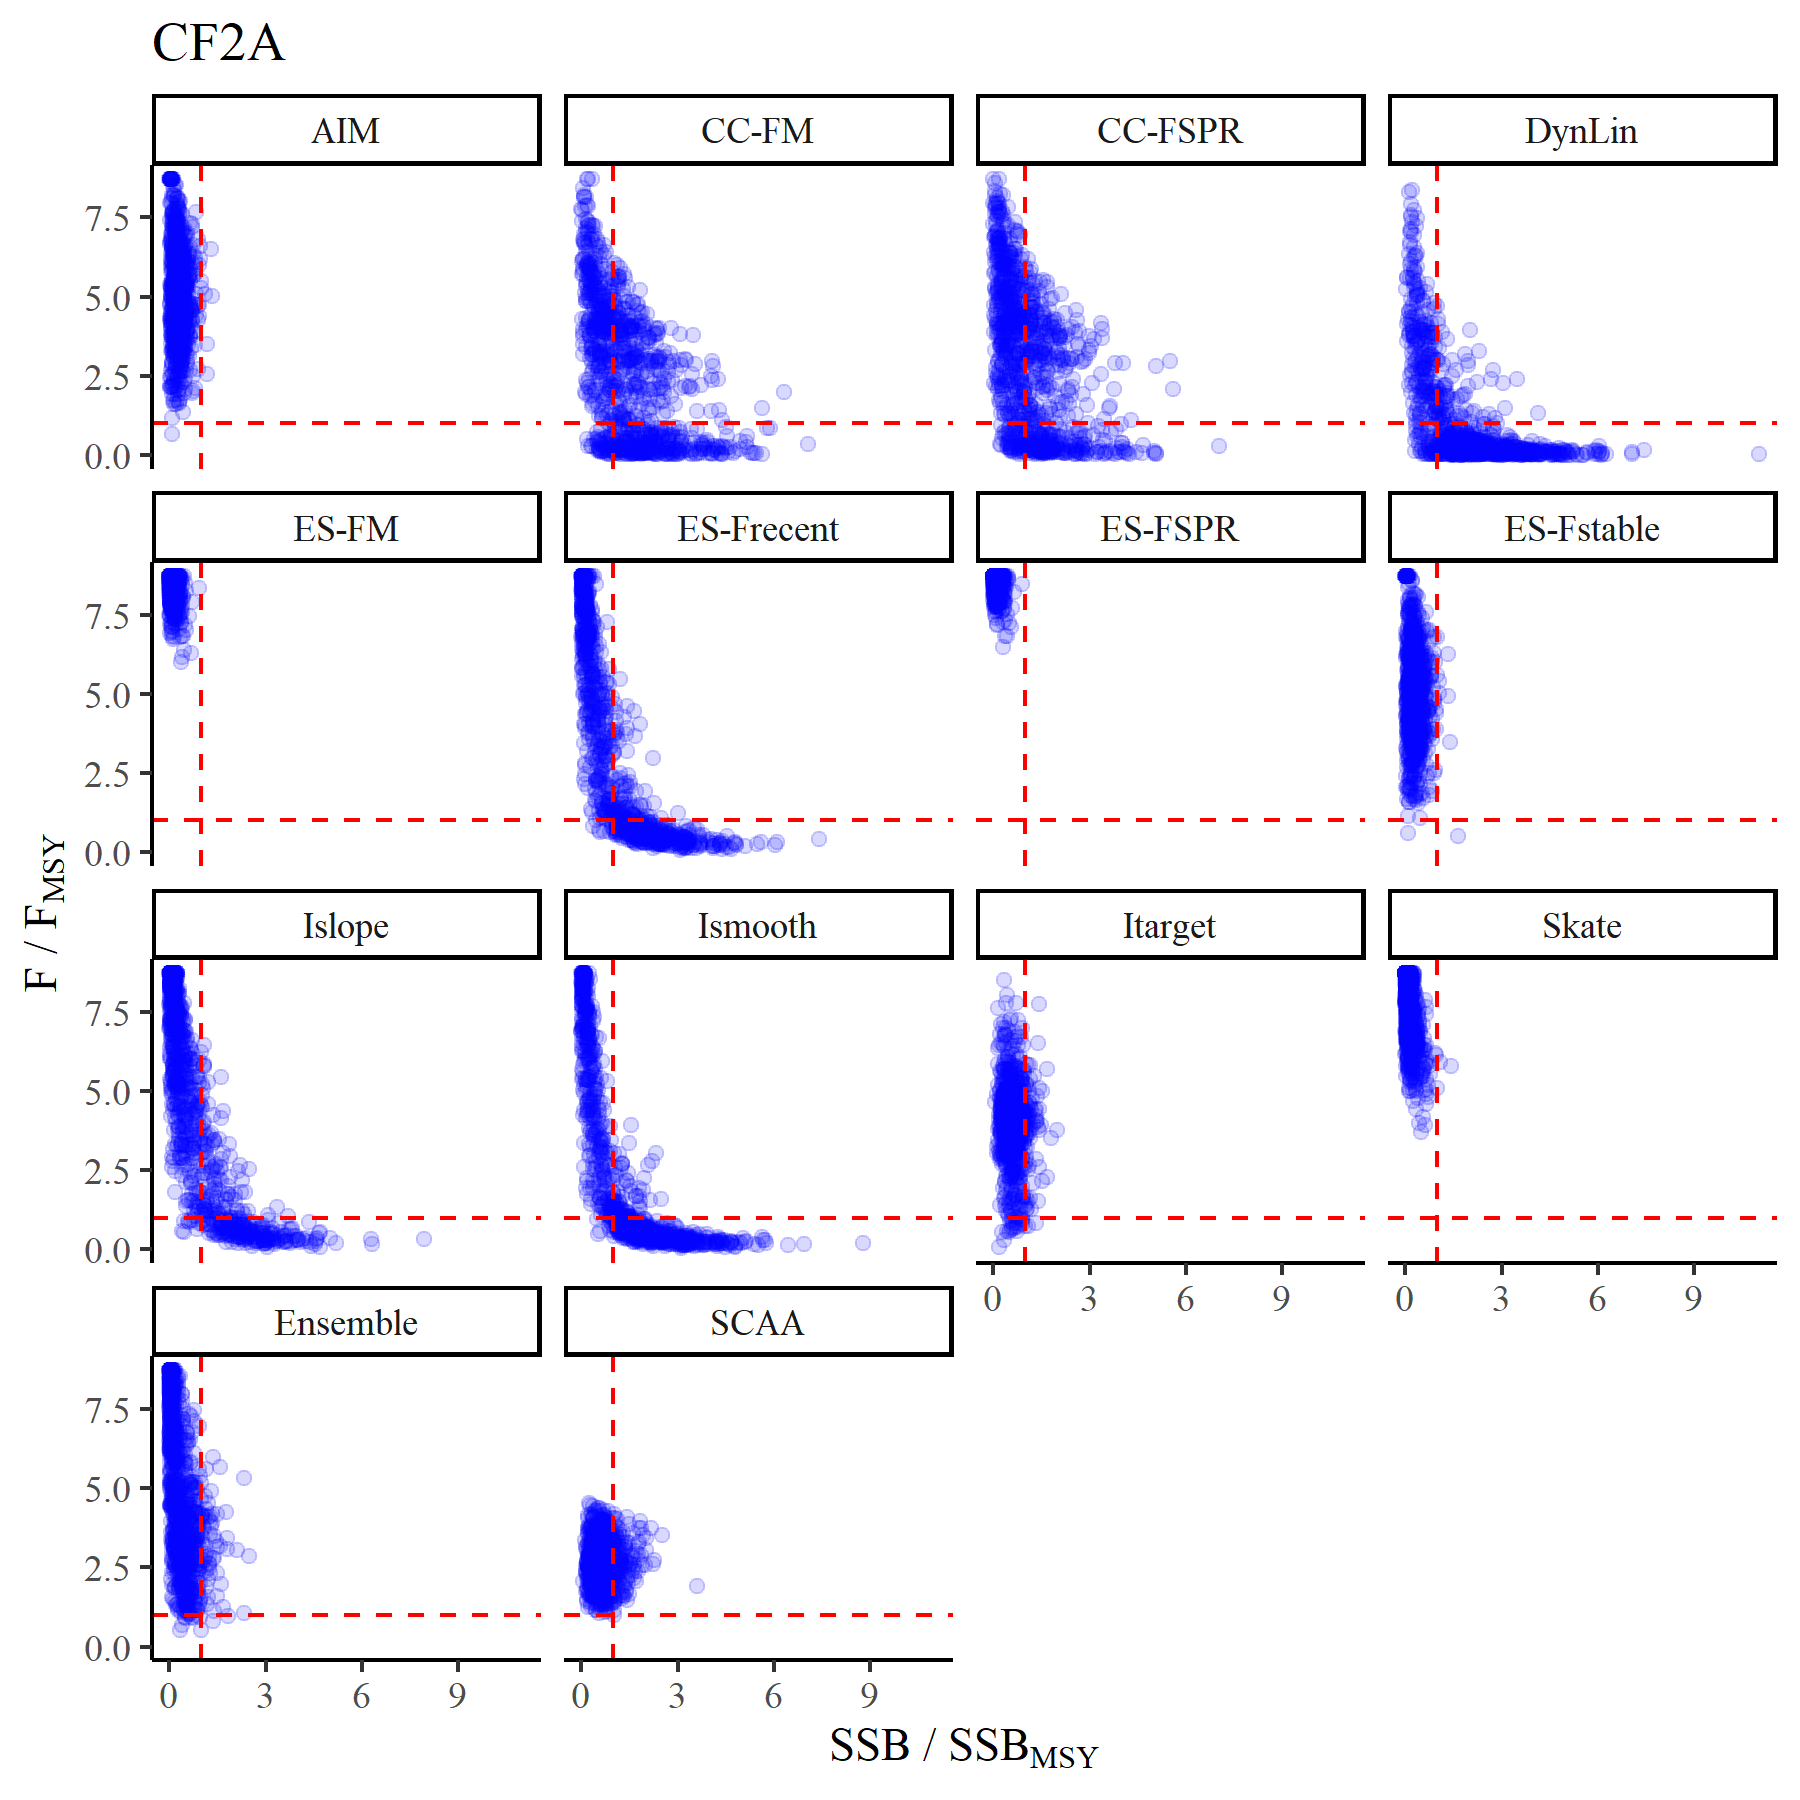 CF2A
AIM CC-FM CC-FSPR DynLin
7.5
5.0
2.5
0.0
ES-FM ES-Frecent ES-FSPR ES-Fstable
7.5
5.0
2.5
0.0
F / FMSY
Islope Ismooth Itarget Skate
7.5
5.0
2.5
0.0
0 3 6 9 0 3 6 9
Ensemble SCAA
7.5
5.0
2.5
0.0
0 3 6 9 0 3 6 9
SSB / SSBMSY